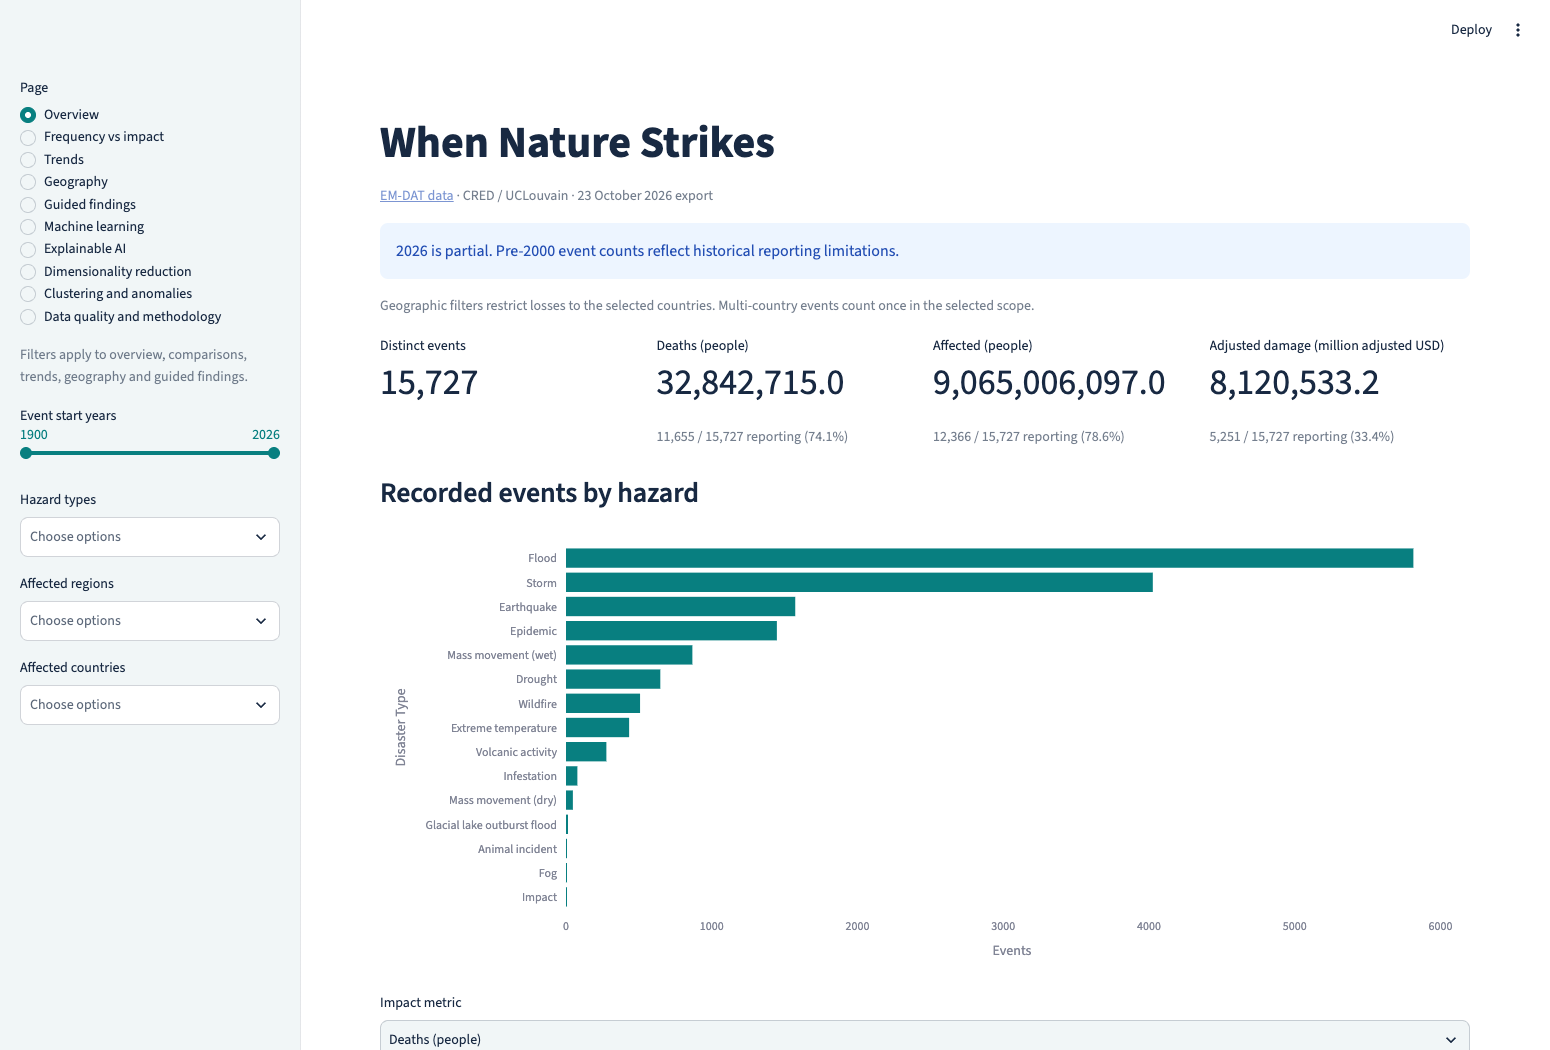 Deploy
Page
Overview
Frequency vs impact
Trends
Geography
Guided findings
Machine learning
Explainable AI
Dimensionality reduction
Clustering and anomalies
Data quality and methodology
Filters apply to overview, comparisons,
trends, geography and guided findings.
Event start years
1900 2026
Hazard types
Choose options
Affected regions
Choose options
Affected countries
Choose options
When Nature Strikes
EM-DAT data · CRED / UCLouvain · 23 October 2026 export
2026 is partial. Pre-2000 event counts reflect historical reporting limitations.
Geographic filters restrict losses to the selected countries. Multi-country events count once in the selected scope.
Distinct events
15,727
Deaths (people)
32,842,715.0
11,655 / 15,727 reporting (74.1%)
Affected (people)
9,065,006,097.0
12,366 / 15,727 reporting (78.6%)
Adjusted damage (million adjusted USD)
8,120,533.2
5,251 / 15,727 reporting (33.4%)
Recorded events by hazard
Disaster Type
Flood
Storm
Earthquake
Epidemic
Mass movement (wet)
Drought
Wildfire
Extreme temperature
Volcanic activity
Infestation
Mass movement (dry)
Glacial lake outburst flood
Animal incident
Fog
Impact
0 1000 2000 3000 4000 5000 6000
Events
Impact metric
Deaths (people)